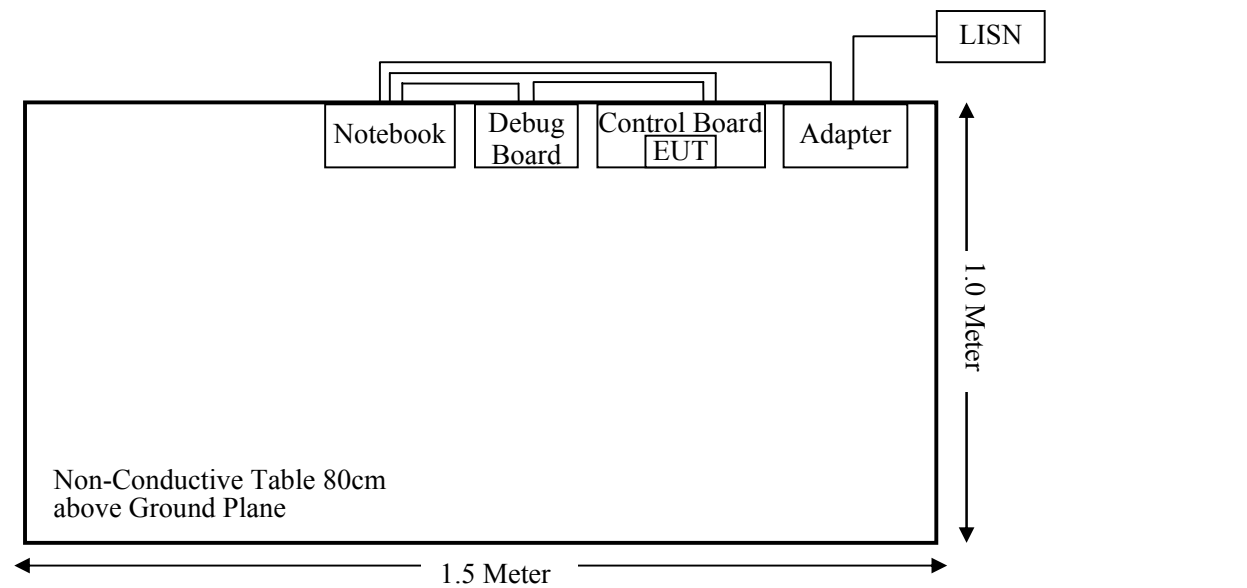 LISN
Notebook
Debug
Board
Control Board
EUT
Adapter
1.0 Meter
Non-Conductive Table 80cm
above Ground Plane
1.5 Meter